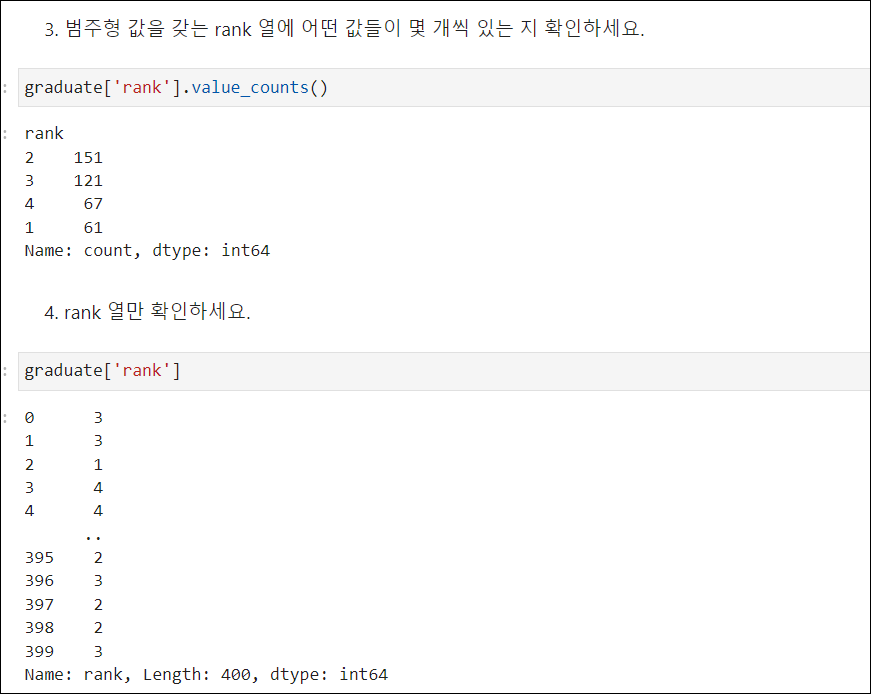 3. 범주형 값을 갖는 rank 열에 어떤 값들이 몇 개씩 있는 지 확인하세요.
: graduate['rank'].value_counts()
: rank
2    151
3    121
4     67
1     61
Name: count, dtype: int64
4. rank 열만 확인하세요.
: graduate['rank']
: 0      3
1      3
2      1
3      4
4      4
      ..
395    2
396    3
397    2
398    2
399    3
Name: rank, Length: 400, dtype: int64